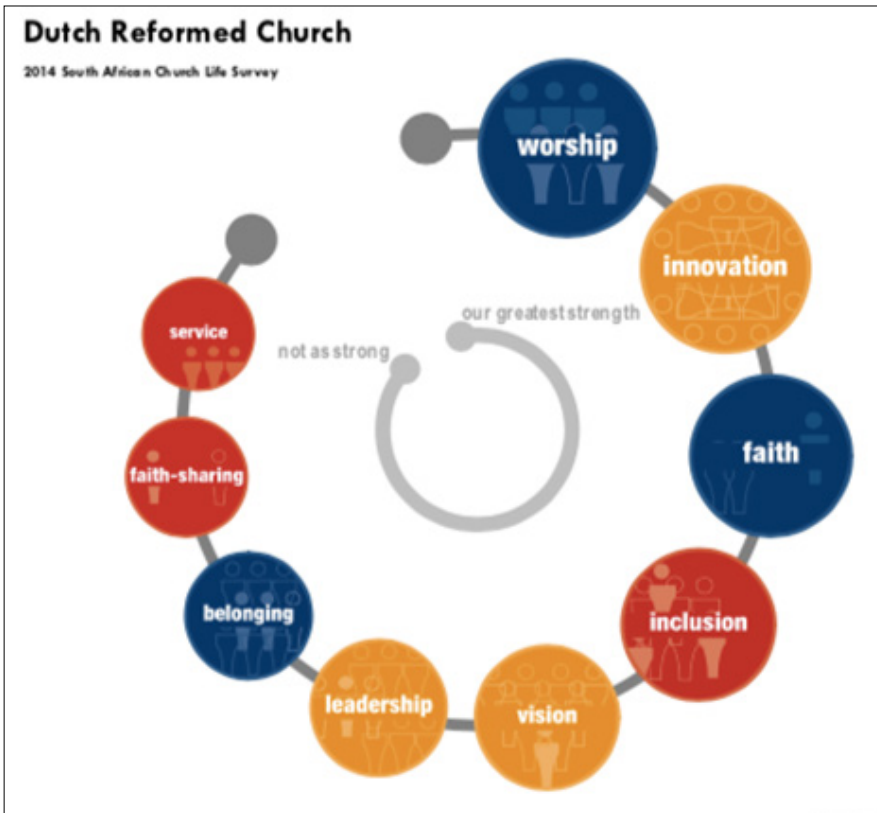 Dutch Reformed Church
2014 South African Church Life Survey
worship
innovation
our greatest strength
service
not as strong
faith
faith-sharing
belonging
inclusion
leadership
vision